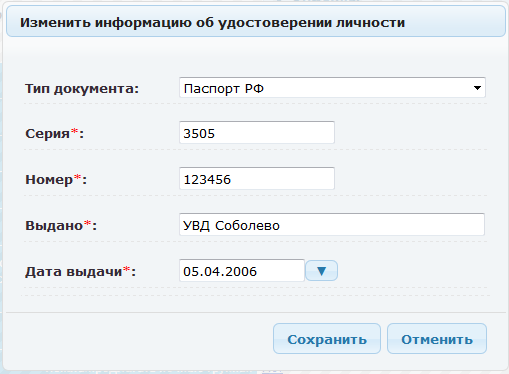 Изменить информацию об удостоверении личности
Тип документа: Паспорт РФ
Серия*: 3505
Номер*: 123456
Выдано*: УВД Соболево
Дата выдачи*: 05.04.2006
Сохранить Отменить